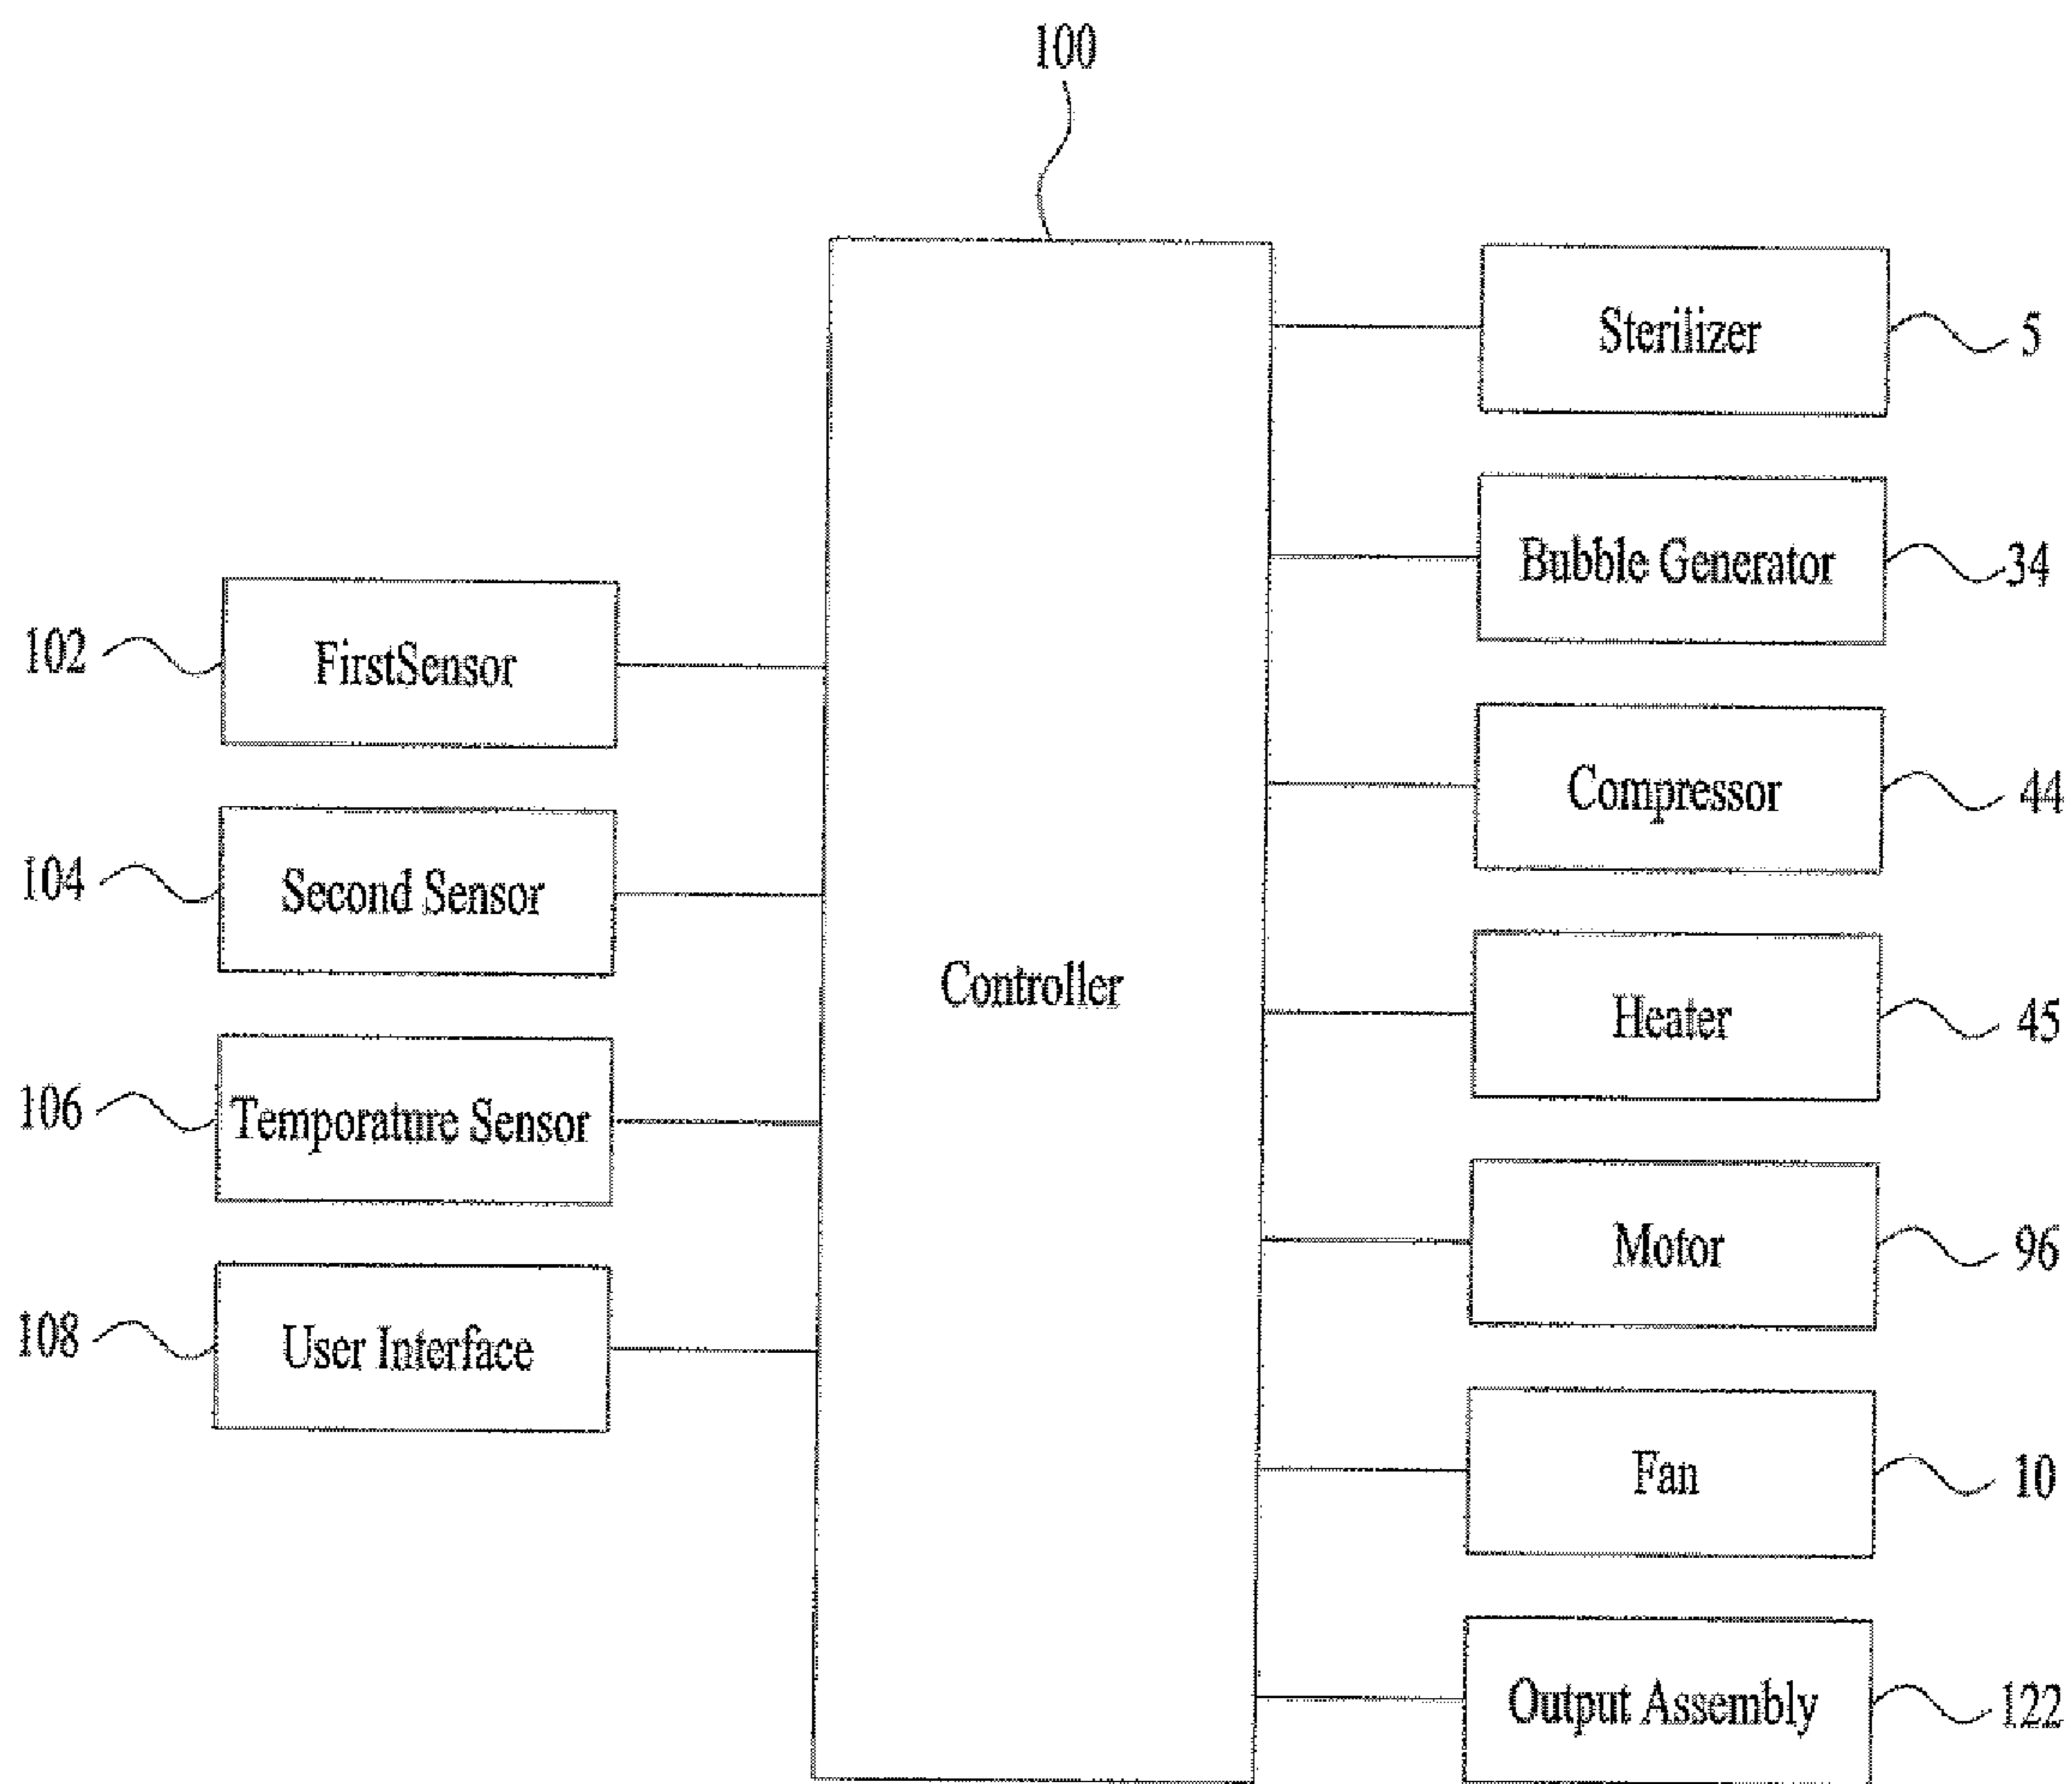 100
Sterilizer
5
Bubble Generator
34
102
FirstSensor
Compressor
44
104
Second Sensor
Controller
Heater
45
106
Temporature Sensor
Motor
96
108
User Interface
Fan
10
Output Assembly
122